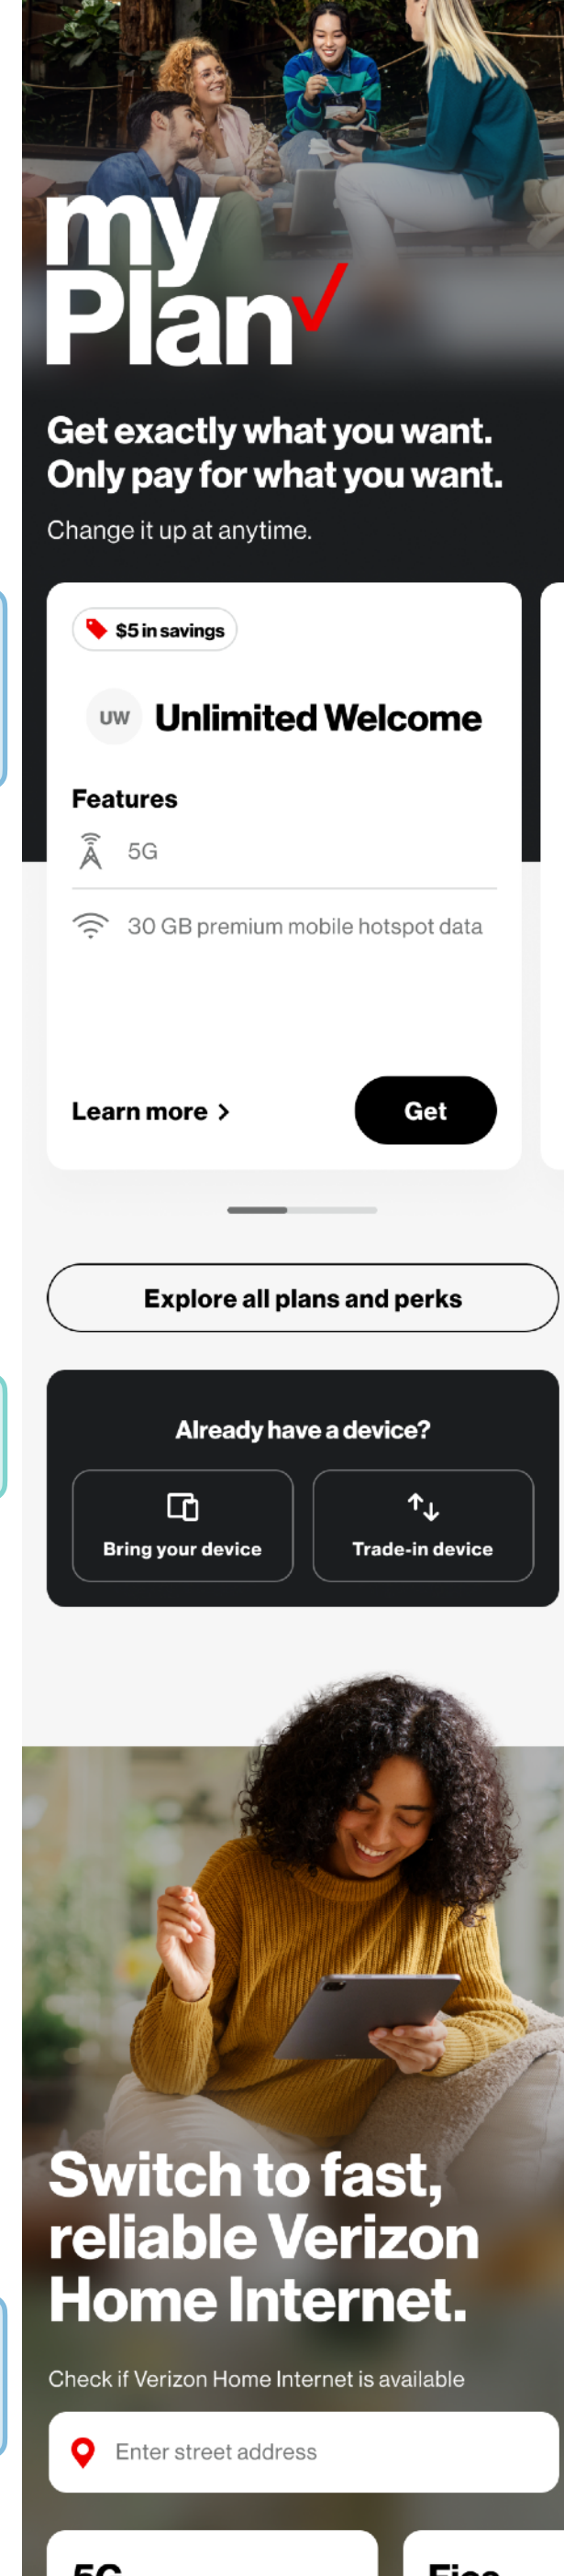 my
Plan
Get exactly what you want.
Only pay for what you want.
Change it up at anytime.
$5 in savings
UW Unlimited Welcome
Features
5G
30 GB premium mobile hotspot data
Learn more
Get
Explore all plans and perks
Already have a device?
Bring your device
Trade-in device
Switch to fast,
reliable Verizon
Home Internet.
Check if Verizon Home Internet is available
Enter street address
5G
Fios